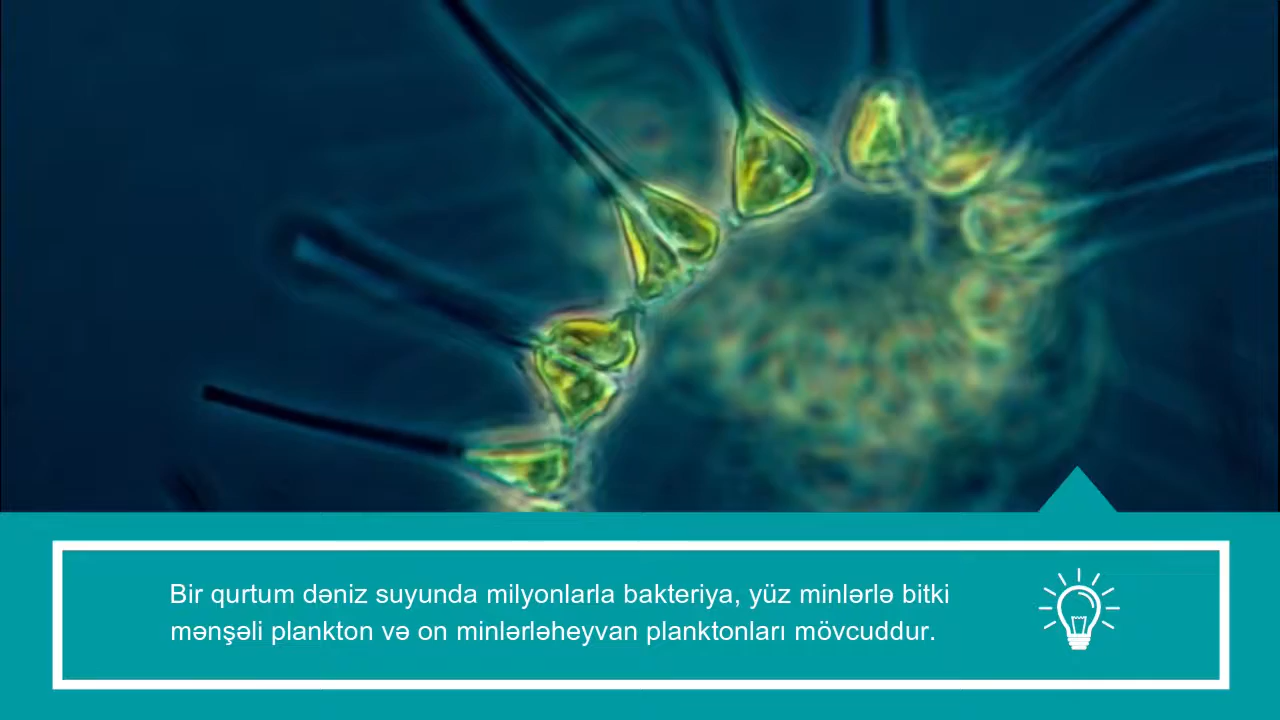 Bir qurtum dəniz suyunda milyonlarla bakteriya, yüz minlərlə bitki
mənşəli plankton və on minlərləheyvan planktonları mövcuddur.